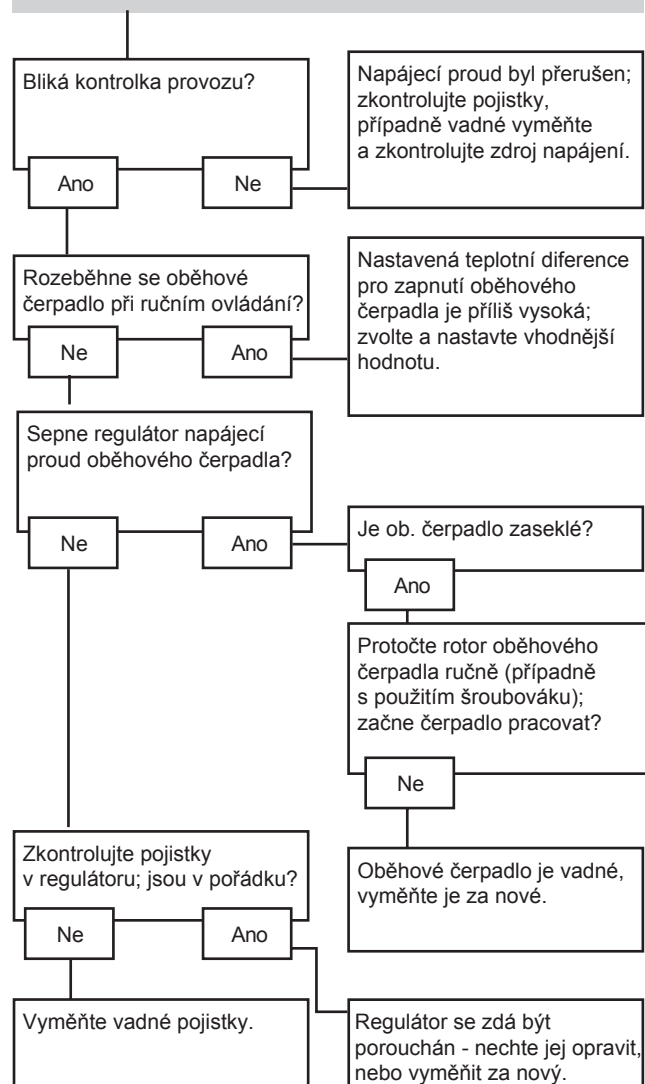 Bliká kontrolka provozu?
Ano
Ne
Napájecí proud byl přerušen;
zkontrolujte pojistky,
případně vadné vyměňte
a zkontrolujte zdroj napájení.
Rozeběhne se oběhové
čerpadlo při ručním ovládání?
Ne
Ano
Nastavená teplotní diference
pro zapnutí oběhového
čerpadla je příliš vysoká;
zvolte a nastavte vhodnější
hodnotu.
Sepne regulátor napájecí
proud oběhového čerpadla?
Ne
Ano
Je ob. čerpadlo zaseklé?
Ano
Protočte rotor oběhového
čerpadla ručně (případně
s použitím šroubováku);
začne čerpadlo pracovat?
Ne
Oběhové čerpadlo je vadné,
vyměňte je za nové.
Zkontrolujte pojistky
v regulátoru; jsou v pořádku?
Ne
Ano
Vyměňte vadné pojistky.
Regulátor se zdá být
porouchán - nechte jej opravit,
nebo vyměňit za nový.